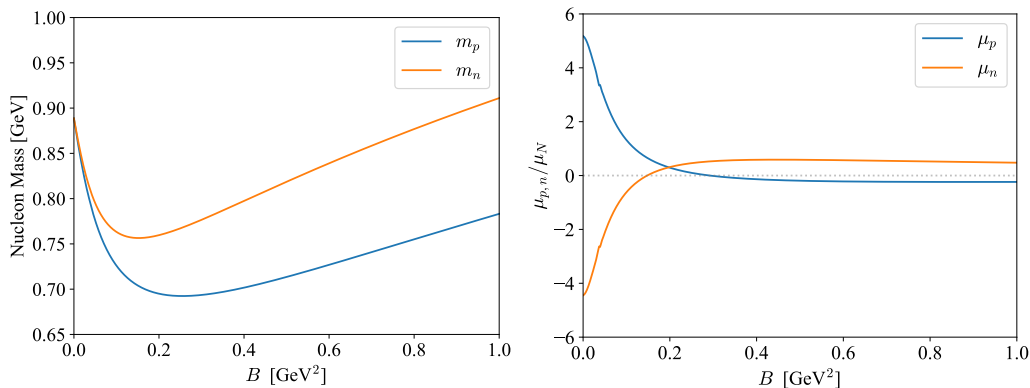 1.00
0.95
0.90
0.85
0.80
0.75
0.70
0.65
Nucleon Mass [GeV]
m_p
m_n
0.0 0.2 0.4 0.6 0.8 1.0
B [GeV²]
6
4
2
0
−2
−4
−6
μ_{p,n}/μ_N
μ_p
μ_n
0.0 0.2 0.4 0.6 0.8 1.0
B [GeV²]